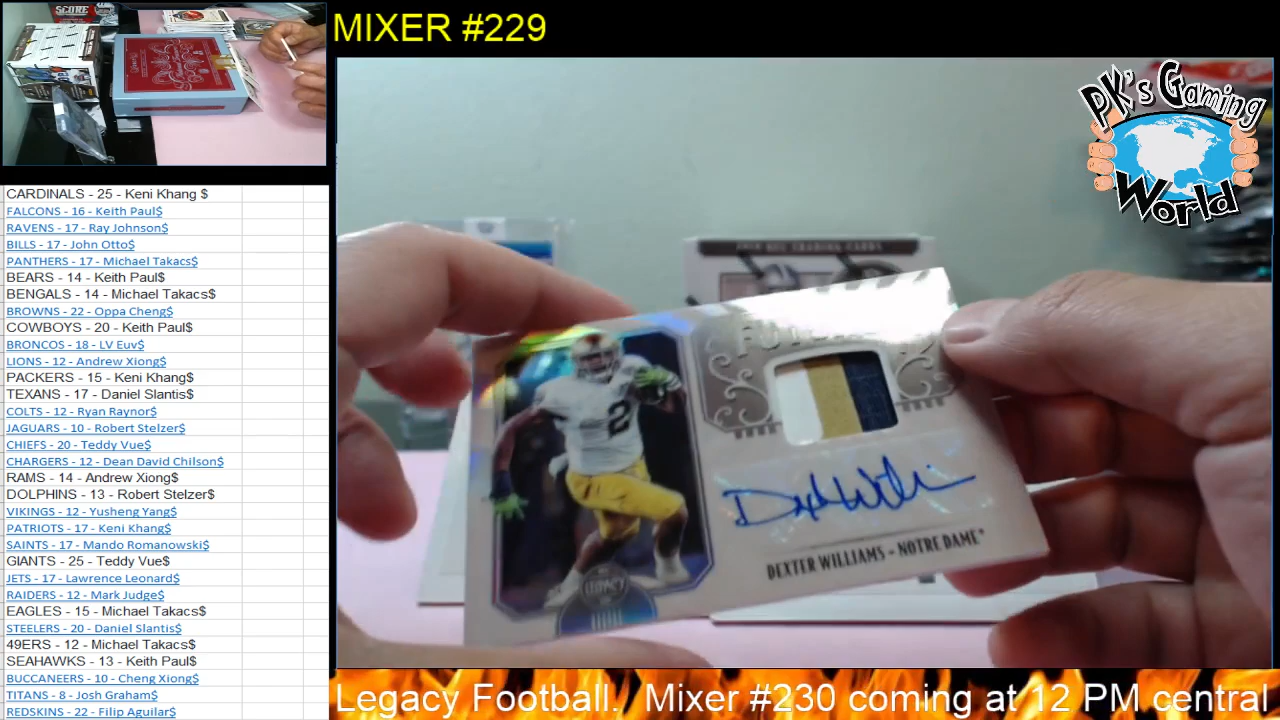 MIXER #229
SCORE
PK's Gaming
World
CARDINALS - 25 - Keni Khang $
FALCONS - 16 - Keith Paul$
RAVENS - 17 - Ray Johnson$
BILLS - 17 - John Otto$
PANTHERS - 17 - Michael Takacs$
BEARS - 14 - Keith Paul$
BENGALS - 14 - Michael Takacs$
BROWNS - 22 - Oppa Cheng$
COWBOYS - 20 - Keith Paul$
BRONCOS - 18 - LV Euv$
LIONS - 12 - Andrew Xiong$
PACKERS - 15 - Keni Khang$
TEXANS - 17 - Daniel Slantis$
COLTS - 12 - Ryan Raynor$
JAGUARS - 10 - Robert Stelzer$
CHIEFS - 20 - Teddy Vue$
CHARGERS - 12 - Dean David Chilson$
RAMS - 14 - Andrew Xiong$
DOLPHINS - 13 - Robert Stelzer$
VIKINGS - 12 - Yusheng Yang$
PATRIOTS - 17 - Keni Khang$
SAINTS - 17 - Mando Romanowski$
GIANTS - 25 - Teddy Vue$
JETS - 17 - Lawrence Leonard$
RAIDERS - 12 - Mark Judge$
EAGLES - 15 - Michael Takacs$
STEELERS - 20 - Daniel Slantis$
49ERS - 12 - Michael Takacs$
SEAHAWKS - 13 - Keith Paul$
BUCCANEERS - 10 - Cheng Xiong$
TITANS - 8 - Josh Graham$
REDSKINS - 22 - Filip Aguilar$
TRADING CARDS
2
LEGACY
DEXTER WILLIAMS - NOTRE DAME
Legacy Football. Mixer #230 coming at 12 PM central